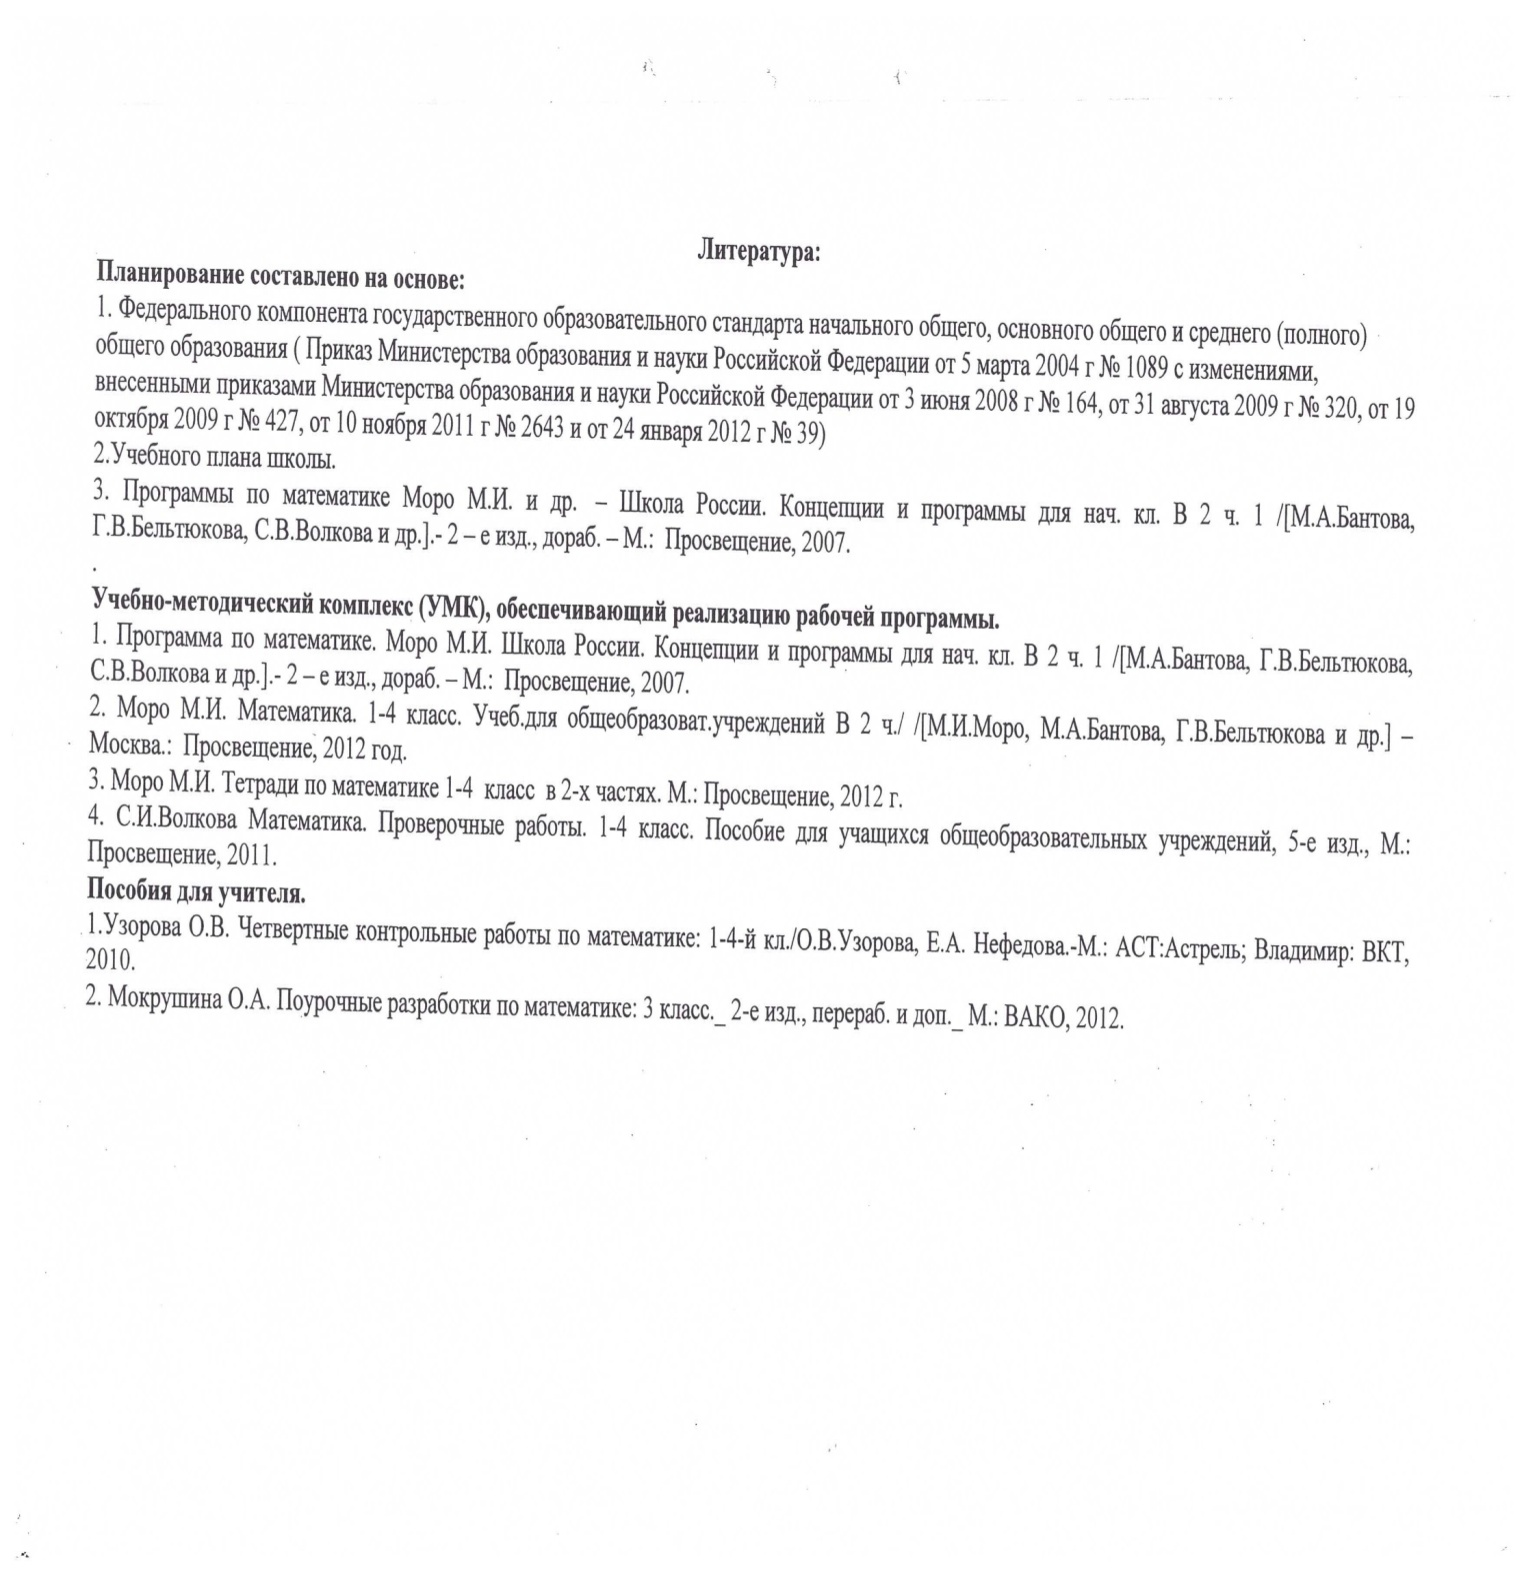 Литература:
Планирование составлено на основе:
1. Федерального компонента государственного образовательного стандарта начального общего, основного общего и среднего (полного)
общего образования ( Приказ Министерства образования и науки Российской Федерации от 5 марта 2004 г № 1089 с изменениями,
внесенными приказами Министерства образования и науки Российской Федерации от 3 июня 2008 г № 164, от 31 августа 2009 г № 320, от 19
октября 2009 г № 427, от 10 ноября 2011 г № 2643 и от 24 января 2012 г № 39)
2.Учебного плана школы.
3. Программы по математике Моро М.И. и др. – Школа России. Концепции и программы для нач. кл. В 2 ч. 1 /[М.А.Бантова,
Г.В.Бельтюкова, С.В.Волкова и др.].- 2 – е изд., дораб. – М.: Просвещение, 2007.
.
Учебно-методический комплекс (УМК), обеспечивающий реализацию рабочей программы.
1. Программа по математике. Моро М.И. Школа России. Концепции и программы для нач. кл. В 2 ч. 1 /[М.А.Бантова, Г.В.Бельтюкова,
С.В.Волкова и др.].- 2 – е изд., дораб. – М.: Просвещение, 2007.
2. Моро М.И. Математика. 1-4 класс. Учеб.для общеобразоват.учреждений В 2 ч./ /[М.И.Моро, М.А.Бантова, Г.В.Бельтюкова и др.] –
Москва.: Просвещение, 2012 год.
3. Моро М.И. Тетради по математике 1-4 класс в 2-х частях. М.: Просвещение, 2012 г.
4. С.И.Волкова Математика. Проверочные работы. 1-4 класс. Пособие для учащихся общеобразовательных учреждений, 5-е изд., М.:
Просвещение, 2011.
Пособия для учителя.
1.Узорова О.В. Четвертные контрольные работы по математике: 1-4-й кл./О.В.Узорова, Е.А. Нефедова.-М.: АСТ:Астрель; Владимир: ВКТ,
2010.
2. Мокрушина О.А. Поурочные разработки по математике: 3 класс._ 2-е изд., перераб. и доп._ М.: ВАКО, 2012.